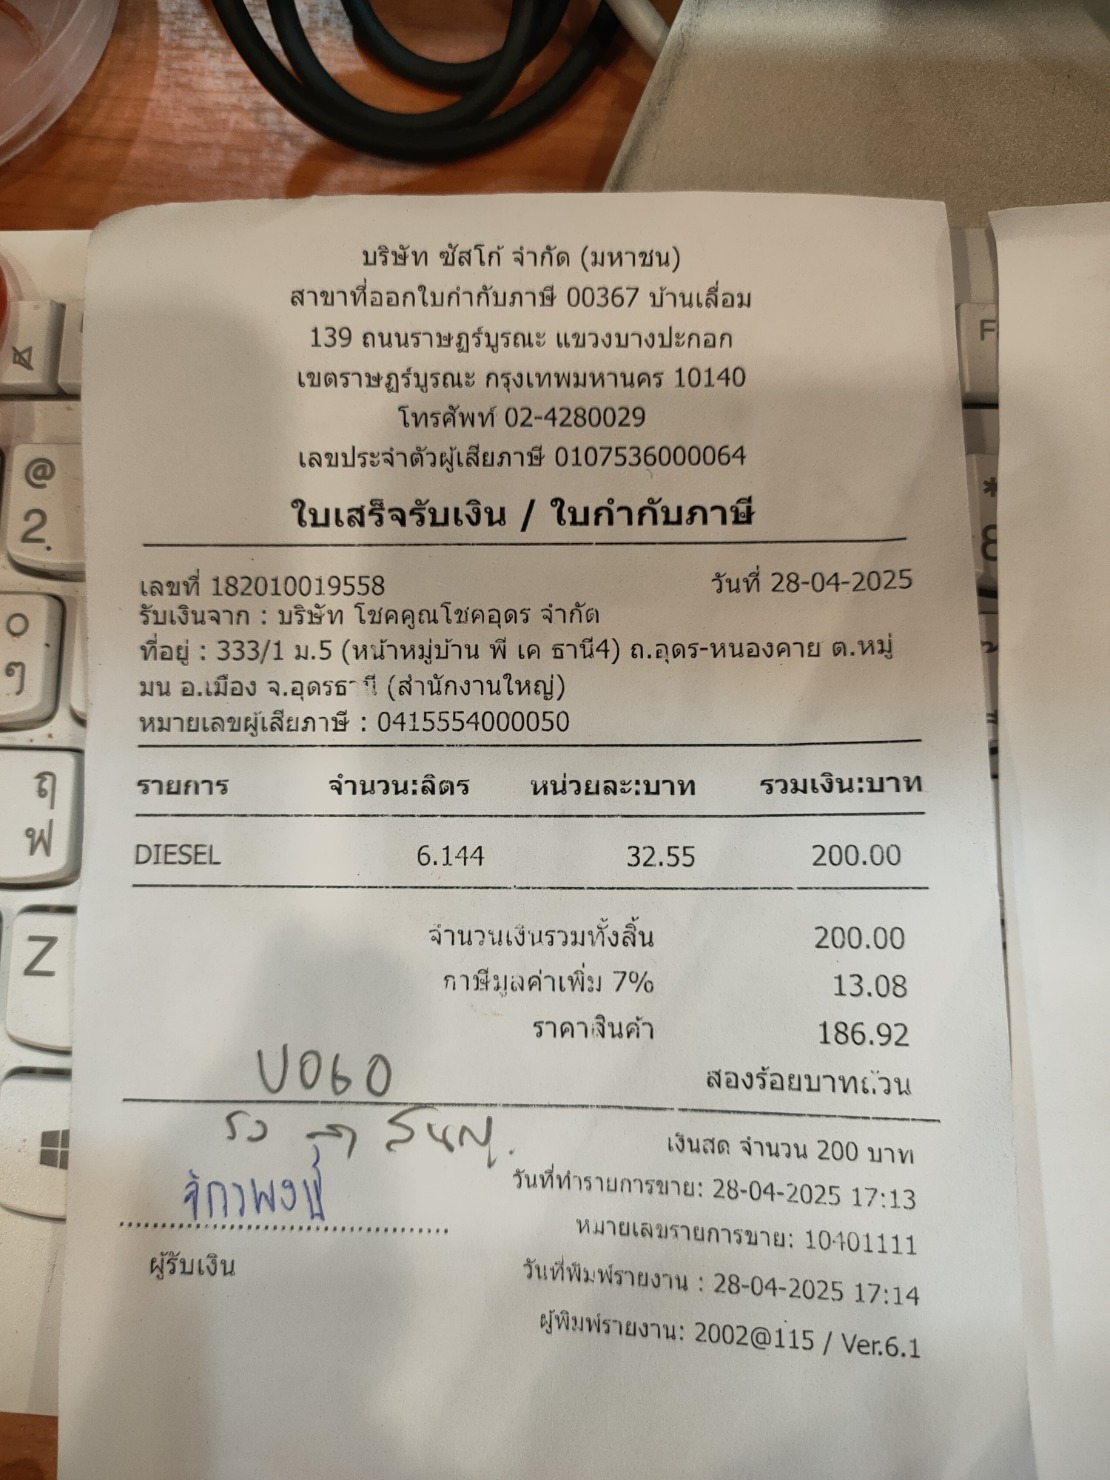 บริษัท ซัสโก้ จำกัด (มหาชน)
สาขาที่ออกใบกำกับภาษี 00367 บ้านเลื่อม
139 ถนนราษฎร์บูรณะ แขวงบางปะกอก
เขตราษฎร์บูรณะ กรุงเทพมหานคร 10140
โทรศัพท์ 02-4280029
เลขประจำตัวผู้เสียภาษี 0107536000064
ใบเสร็จรับเงิน / ใบกำกับภาษี
เลขที่ 182010019558 วันที่ 28-04-2025
รับเงินจาก : บริษัท โชคคูณโชคอุดร จำกัด
ที่อยู่ : 333/1 ม.5 (หน้าหมู่บ้าน พี เค ธานี4) ถ.อุดร-หนองคาย ต.หมู่
มน อ.เมือง จ.อุดรธานี (สำนักงานใหญ่)
หมายเลขผู้เสียภาษี : 0415554000050
รายการ จำนวน:ลิตร หน่วยละ:บาท รวมเงิน:บาท
DIESEL 6.144 32.55 200.00
จำนวนเงินรวมทั้งสิ้น 200.00
ภาษีมูลค่าเพิ่ม 7% 13.08
ราคาสินค้า 186.92
สองร้อยบาทถ้วน
U060
เงินสด จำนวน 200 บาท
วันที่ทำรายการขาย: 28-04-2025 17:13
จักรพงษ์
หมายเลขรายการขาย: 10401111
ผู้รับเงิน
วันที่พิมพ์รายงาน : 28-04-2025 17:14
ผู้พิมพ์รายงาน: 2002@115 / Ver.6.1
@
2
ฤ
ฟ
Z